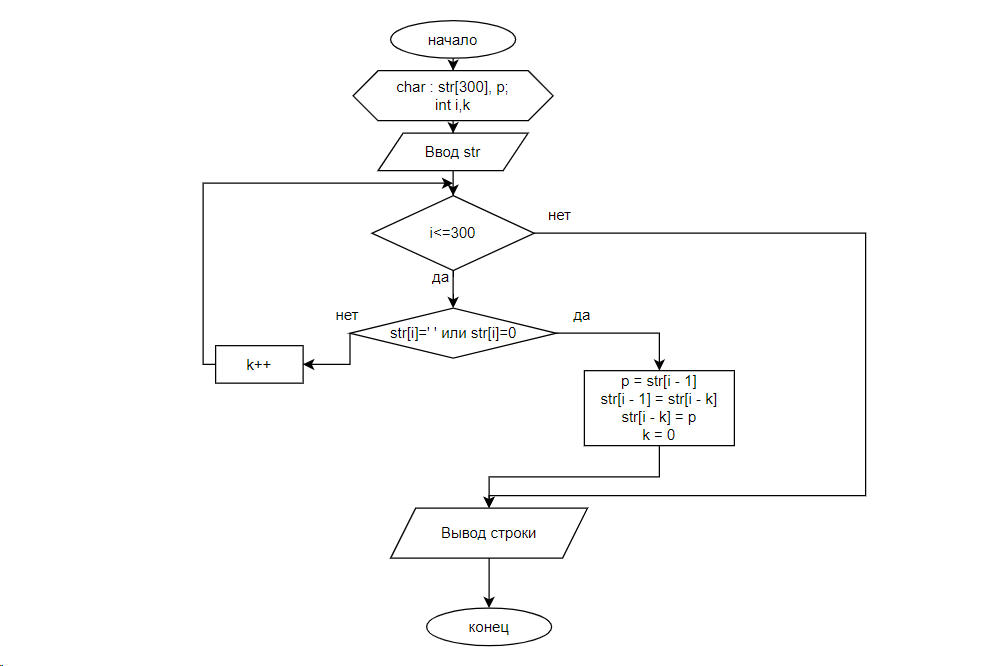 начало
char : str[300], p;
int i,k
Ввод str
i<=300
нет
да
str[i]=' ' или str[i]=0
нет
да
k++
p = str[i - 1]
str[i - 1] = str[i - k]
str[i - k] = p
k = 0
Вывод строки
конец